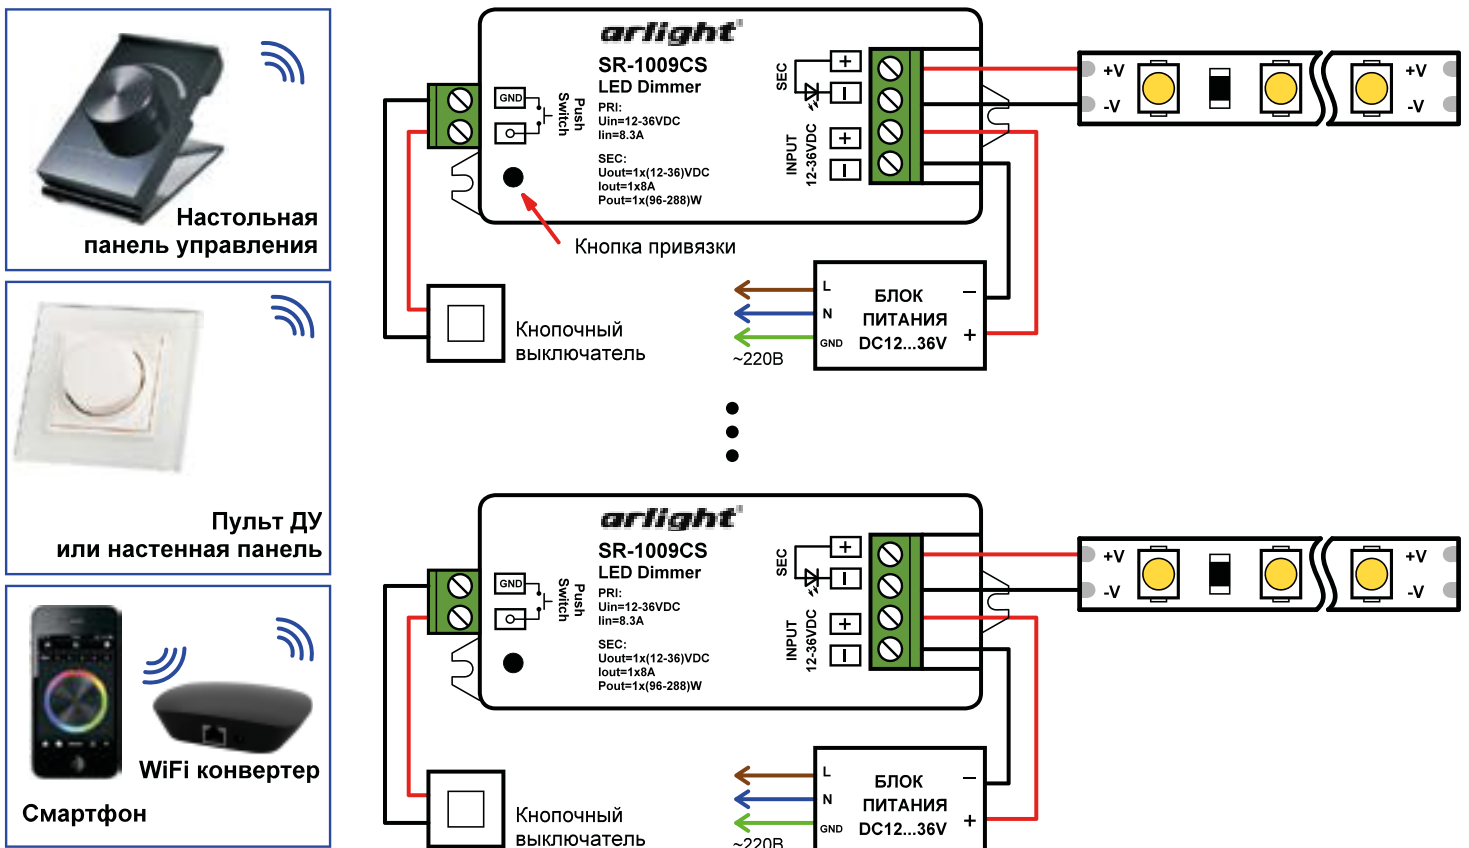 Настольная
панель управления
Пульт ДУ
или настенная панель
WiFi конвертер
Смартфон
arlight
SR-1009CS
LED Dimmer
PRI:
Uin=12-36VDC
Iin=8.3A
SEC:
Uout=1x(12-36)VDC
Iout=1x8A
Pout=1x(96-288)W
GND
Push
Switch
SEC
+
–
INPUT
12-36VDC
+
–
+V
-V
+V
-V
Кнопка привязки
Кнопочный
выключатель
L
N
GND
~220В
БЛОК
ПИТАНИЯ
DC12...36V
–
+
arlight
SR-1009CS
LED Dimmer
PRI:
Uin=12-36VDC
Iin=8.3A
SEC:
Uout=1x(12-36)VDC
Iout=1x8A
Pout=1x(96-288)W
GND
Push
Switch
SEC
+
–
INPUT
12-36VDC
+
–
+V
-V
+V
-V
Кнопочный
выключатель
L
N
GND
~220В
БЛОК
ПИТАНИЯ
DC12...36V
–
+